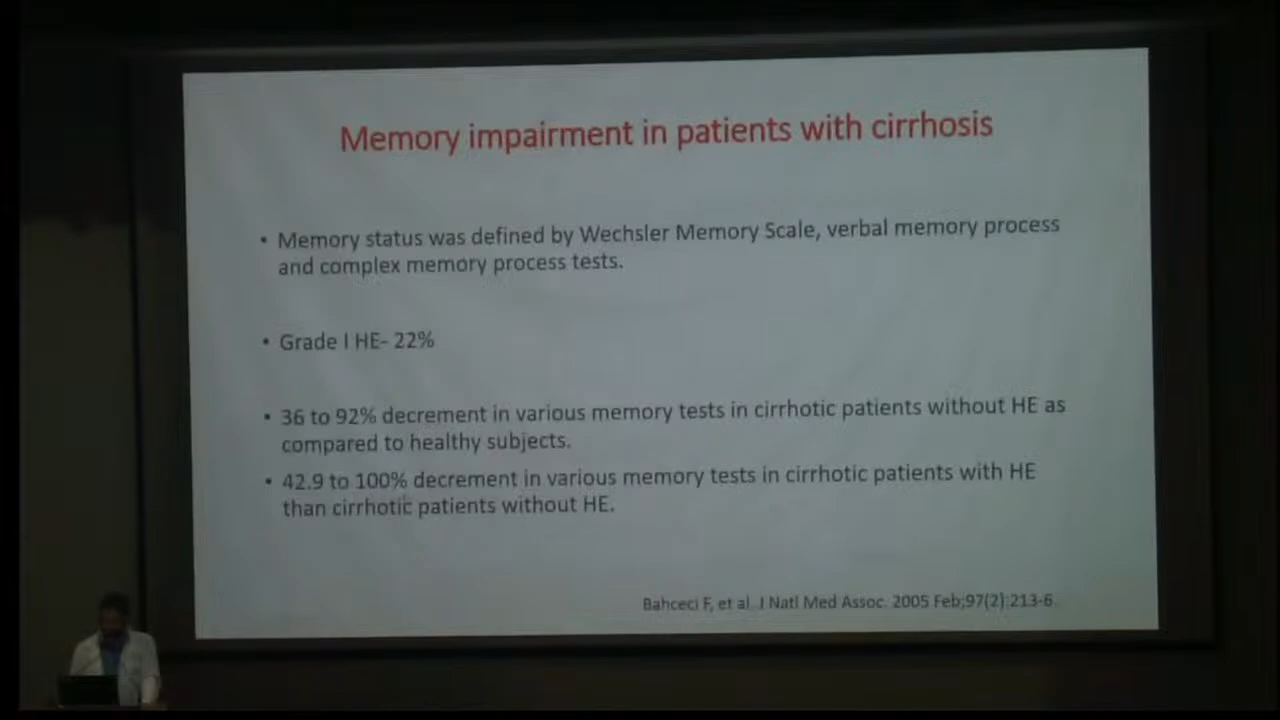 Memory impairment in patients with cirrhosis
• Memory status was defined by Wechsler Memory Scale, verbal memory process
and complex memory process tests.
• Grade I HE- 22%
• 36 to 92% decrement in various memory tests in cirrhotic patients without HE as
compared to healthy subjects.
• 42.9 to 100% decrement in various memory tests in cirrhotic patients with HE
than cirrhotic patients without HE.
Bahceci F, et al. J Natl Med Assoc. 2005 Feb;97(2):213-6.